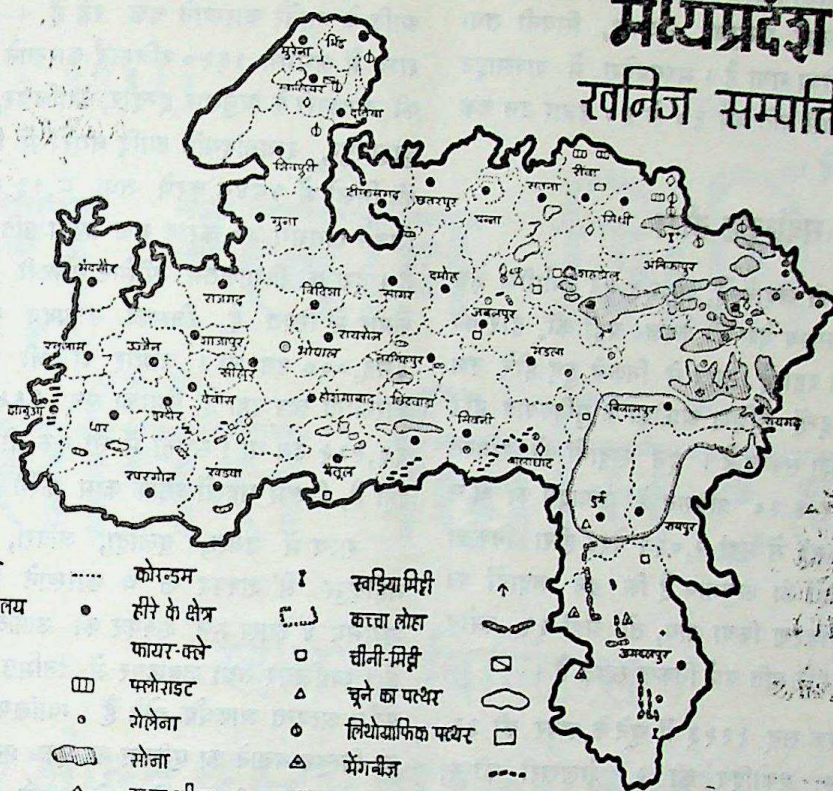 मध्यप्रदेश
खनिज सम्पत्ति
मुरेना
भिंड
ग्वालियर
दतिया
शिवपुरी
गुना
टीकमगढ़
छतरपुर
पन्ना
सतना
रीवा
सिधी
मंदसौर
राजगढ़
विदिशा
सागर
दमोह
जबलपुर
शहडोल
अंबिकापुर
रतलाम
उज्जैन
शाजापुर
सीहोर
भोपाल
रायसेन
नरसिंहपुर
मंडला
झाबुआ
धार
इन्दौर
देवास
होशंगाबाद
छिंदवाड़ा
सिवनी
बालाघाट
बिलासपुर
रायगढ़
खरगोन
खंडवा
बेतूल
दुर्ग
रायपुर
जगदलपुर
कोरन्डम
खड़िया मिट्टी
लय
हीरे के क्षेत्र
कच्चा लोहा
फायर-क्ले
चीनी-मिट्टी
फ्लोराइट
चूने का पत्थर
गेलेना
लिथोग्राफिक पत्थर
सोना
मेंगनीज